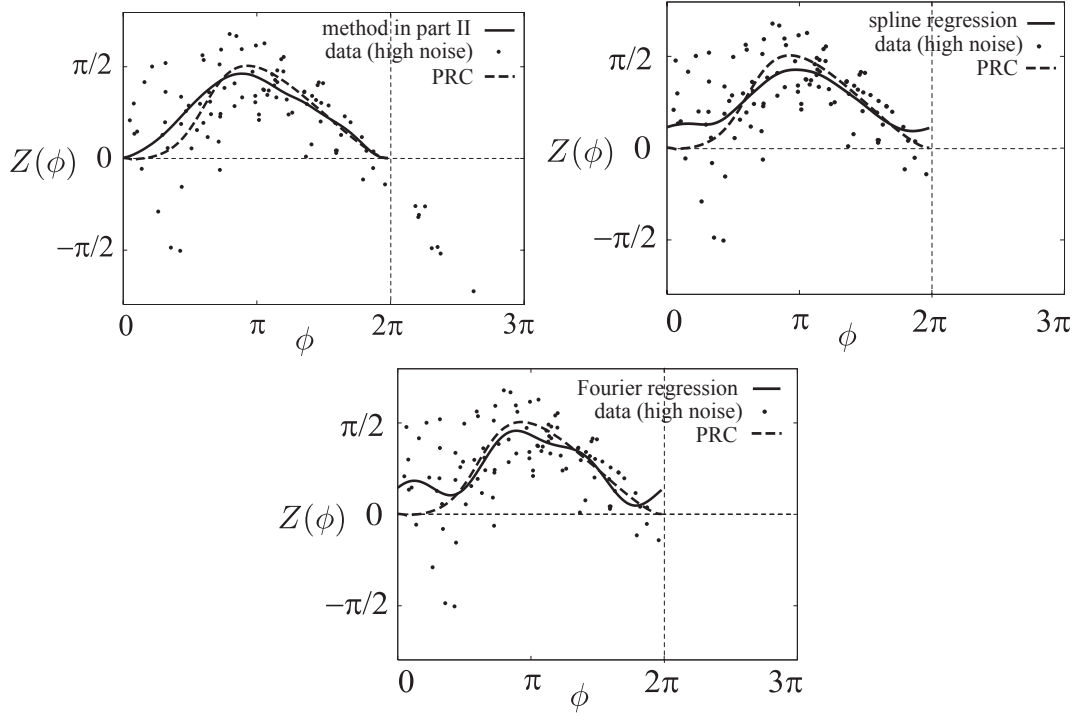 method in part II
data (high noise)
PRC
π/2
Z(ϕ) 0
−π/2
0 π 2π 3π
ϕ
spline regression
data (high noise)
PRC
π/2
Z(ϕ) 0
−π/2
0 π 2π 3π
ϕ
Fourier regression
data (high noise)
PRC
π/2
Z(ϕ) 0
−π/2
0 π 2π 3π
ϕ